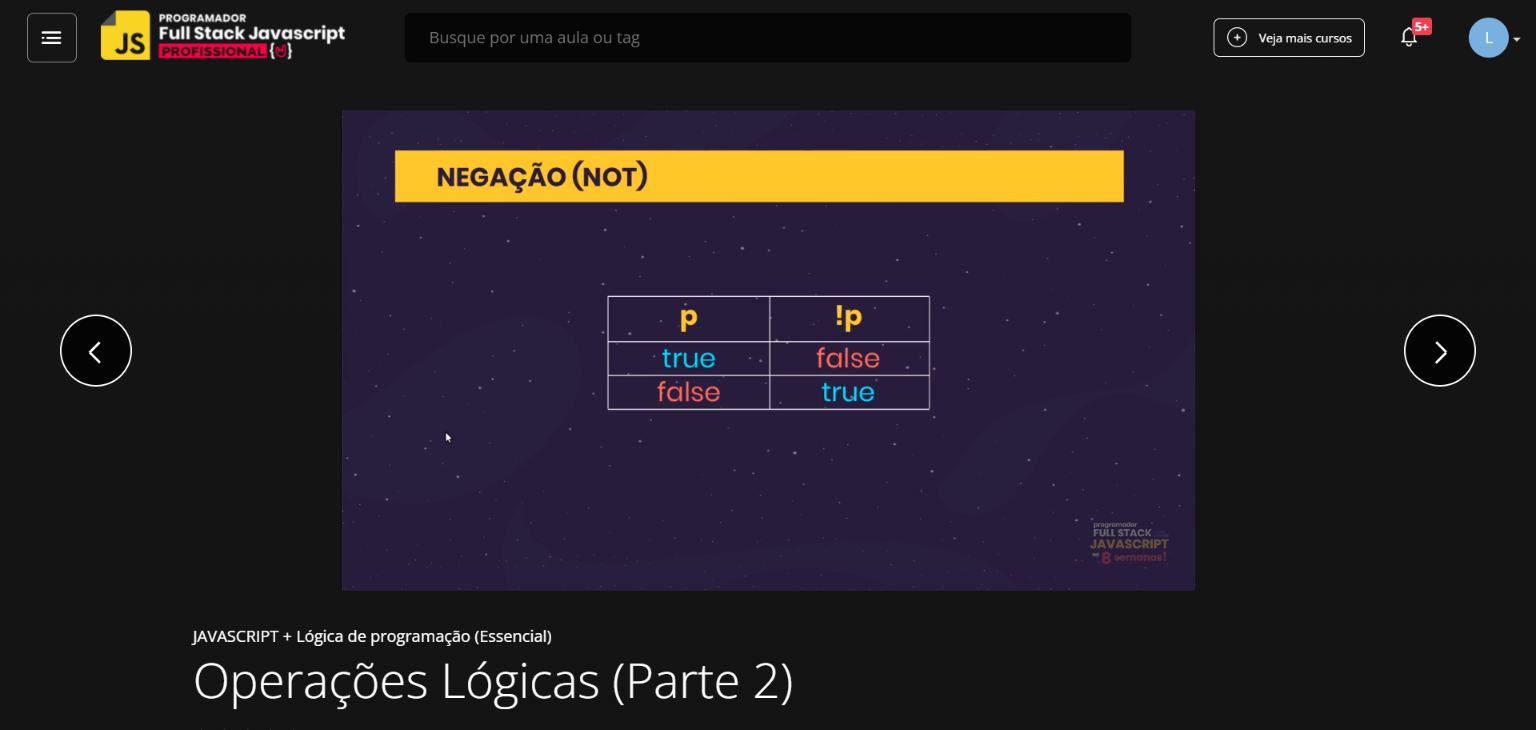 PROGRAMADOR
Full Stack Javascript
PROFISSIONAL
JS
Busque por uma aula ou tag
Veja mais cursos
5+
L
NEGAÇÃO (NOT)
p !p
true false
false true
programador
FULL STACK
JAVASCRIPT
8 semanas!
JAVASCRIPT + Lógica de programação (Essencial)
Operações Lógicas (Parte 2)